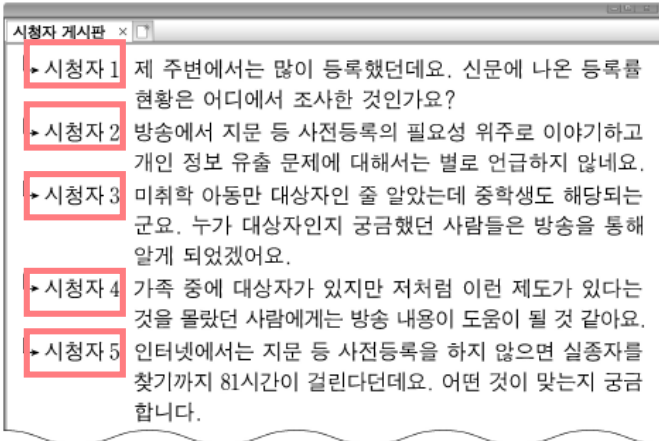 시청자 게시판 ×
시청자 1 제 주변에서는 많이 등록했던데요. 신문에 나온 등록률
현황은 어디에서 조사한 것인가요?
시청자 2 방송에서 지문 등 사전등록의 필요성 위주로 이야기하고
개인 정보 유출 문제에 대해서는 별로 언급하지 않네요.
시청자 3 미취학 아동만 대상자인 줄 알았는데 중학생도 해당되는
군요. 누가 대상자인지 궁금했던 사람들은 방송을 통해
알게 되었겠어요.
시청자 4 가족 중에 대상자가 있지만 저처럼 이런 제도가 있다는
것을 몰랐던 사람에게는 방송 내용이 도움이 될 것 같아요.
시청자 5 인터넷에서는 지문 등 사전등록을 하지 않으면 실종자를
찾기까지 81시간이 걸린다던데요. 어떤 것이 맞는지 궁금
합니다.